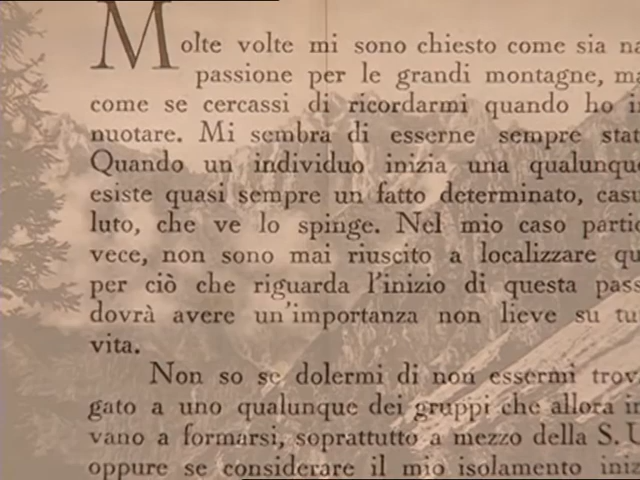 Molte volte mi sono chiesto come sia na
passione per le grandi montagne, ma
come se cercassi di ricordarmi quando ho i
nuotare. Mi sembra di esserne sempre stat
Quando un individuo inizia una qualunque
esiste quasi sempre un fatto determinato, casu
luto, che ve lo spinge. Nel mio caso partic
vece, non sono mai riuscito a localizzare qu
per ciò che riguarda l'inizio di questa pass
dovrà avere un'importanza non lieve su tu
vita.
Non so se dolermi di non essermi trov
gato a uno qualunque dei gruppi che allora in
vano a formarsi, soprattutto a mezzo della S. U
oppure se considerare il mio isolamento iniz